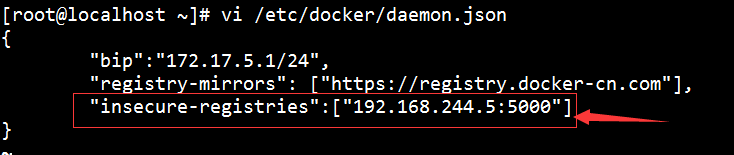 [root@localhost ~]# vi /etc/docker/daemon.json
{
"bip":"172.17.5.1/24",
"registry-mirrors": ["https://registry.docker-cn.com"],
"insecure-registries":["192.168.244.5:5000"]
}
~